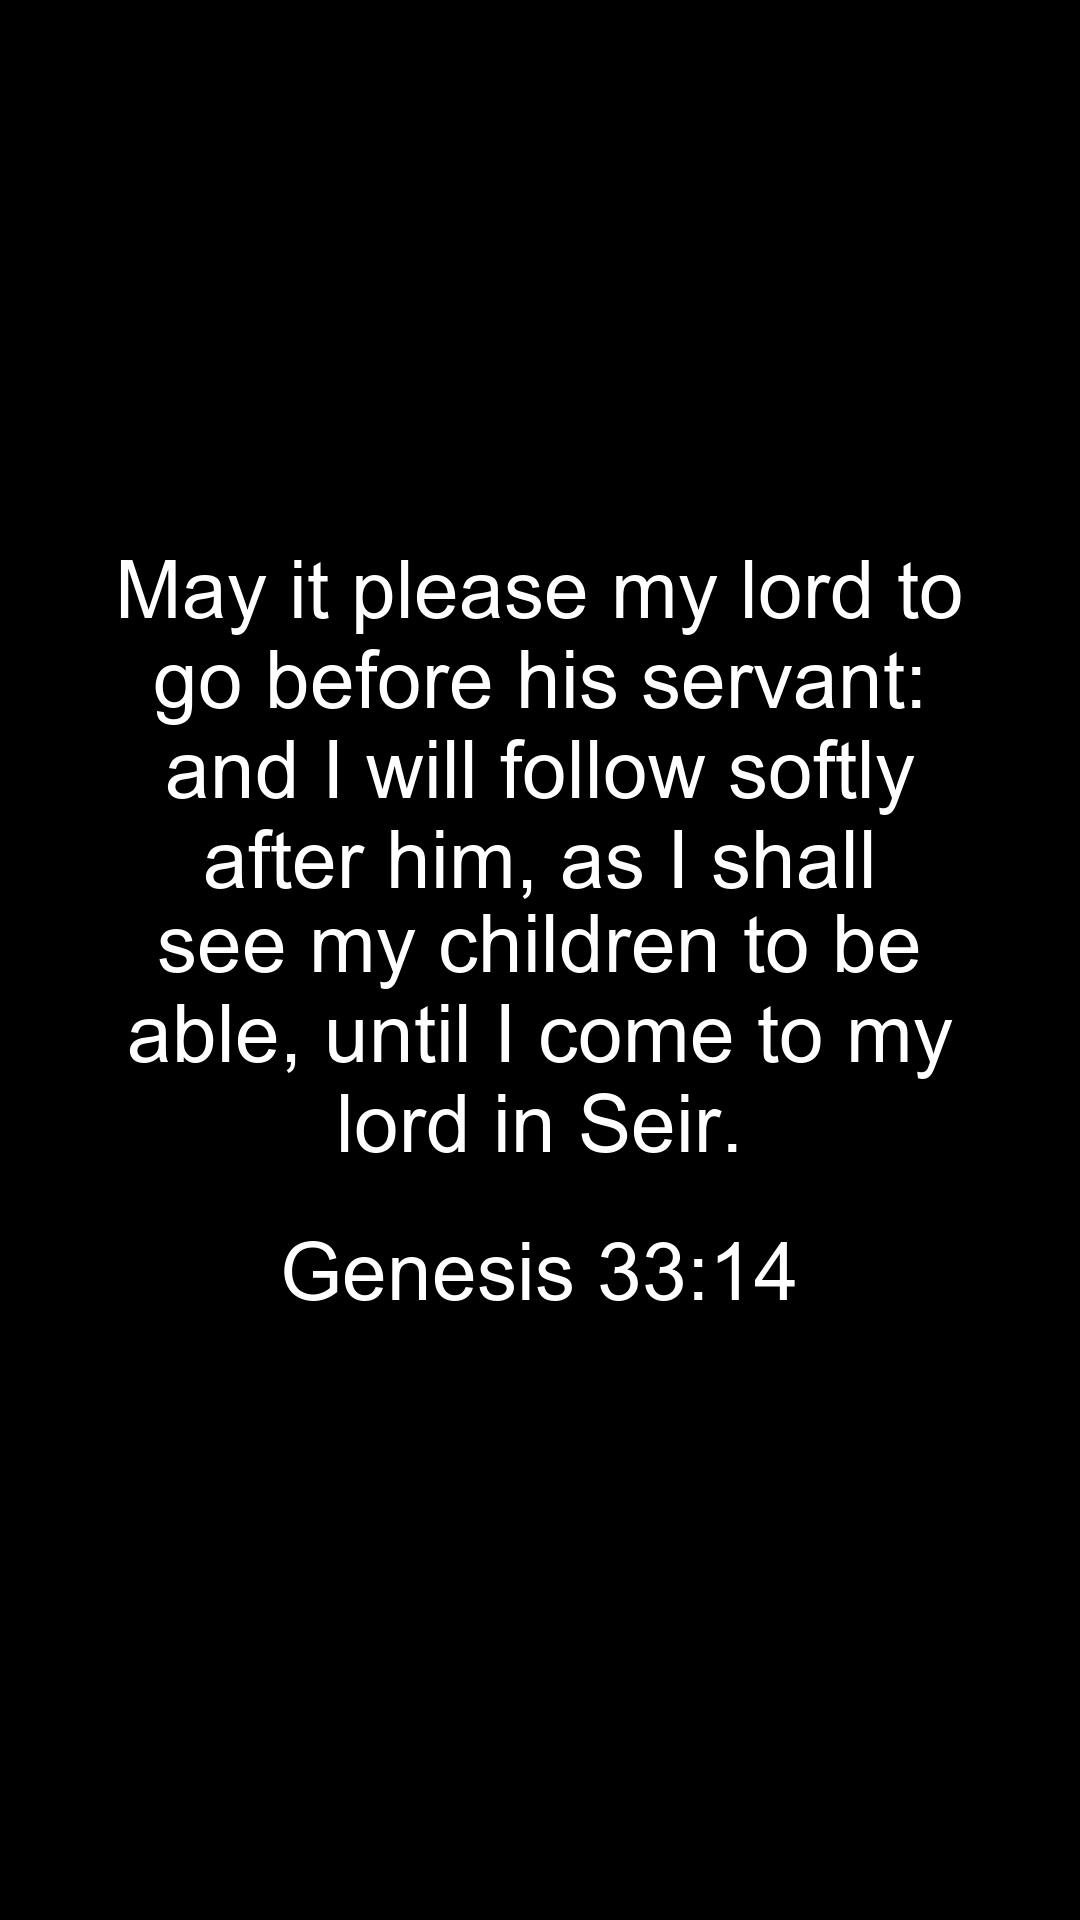 May it please my lord to
go before his servant:
and I will follow softly
after him, as I shall
see my children to be
able, until I come to my
lord in Seir.
Genesis 33:14